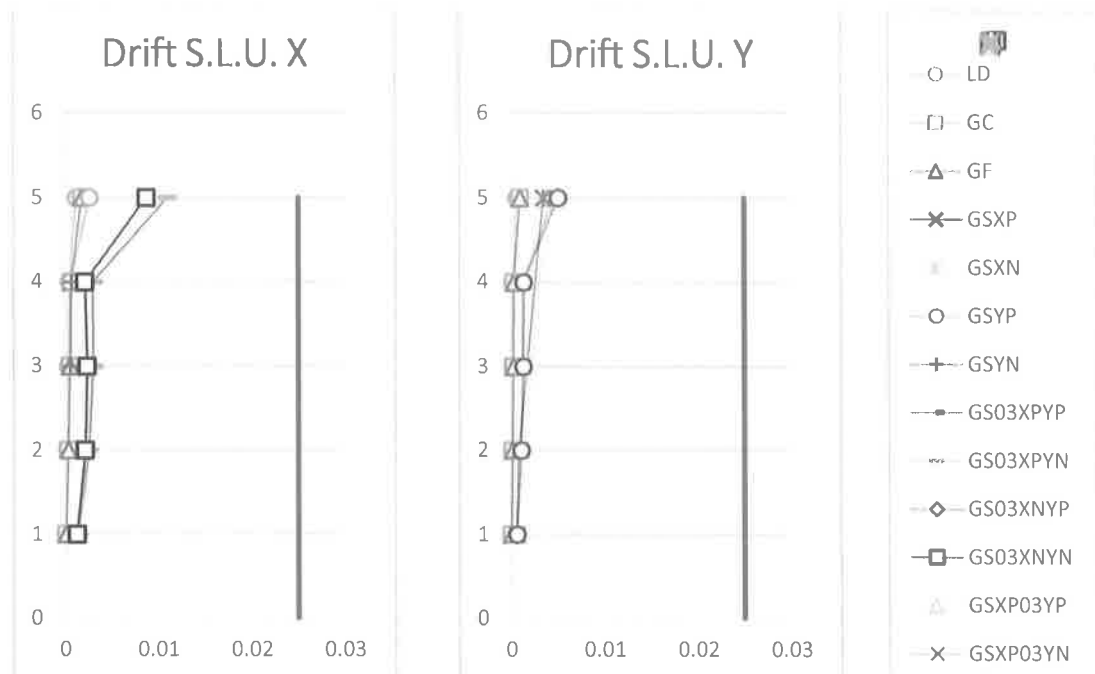 Drift S.L.U. X
6
5
4
3
2
1
0
0
0.01
0.02
0.03
Drift S.L.U. Y
6
5
4
3
2
1
0
0
0.01
0.02
0.03
LD
GC
GF
GSXP
GSXN
GSYP
GSYN
GS03XPYP
GS03XPYN
GS03XNYP
GS03XNYN
GSXP03YP
GSXP03YN